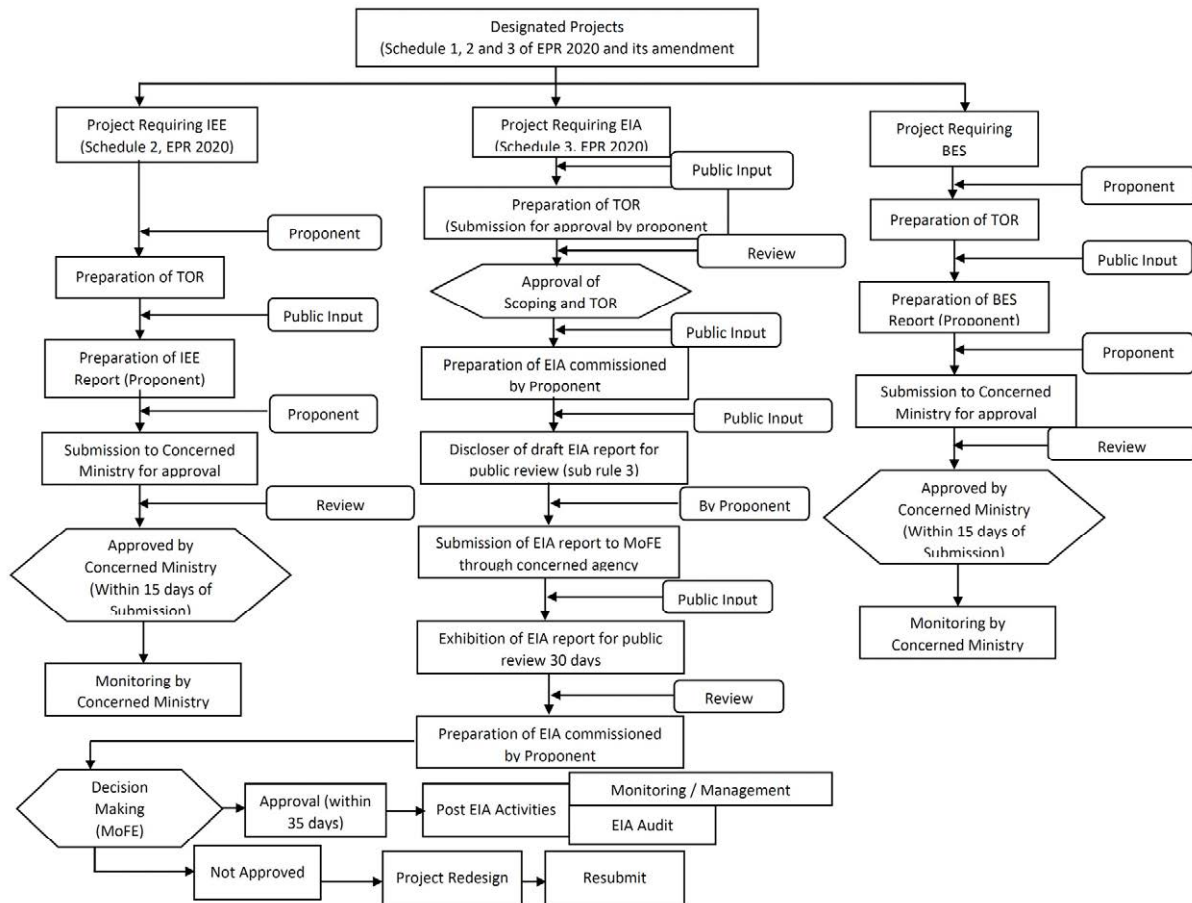 Designated Projects
(Schedule 1, 2 and 3 of EPR 2020 and its amendment
Project Requiring IEE
(Schedule 2, EPR 2020)
Proponent
Preparation of TOR
Public Input
Preparation of IEE
Report (Proponent)
Proponent
Submission to Concerned
Ministry for approval
Review
Approved by
Concerned Ministry
(Within 15 days of
Submission)
Monitoring by
Concerned Ministry
Project Requiring EIA
(Schedule 3, EPR 2020)
Public Input
Preparation of TOR
(Submission for approval by proponent
Review
Approval of
Scoping and TOR
Public Input
Preparation of EIA commissioned
by Proponent
Public Input
Discloser of draft EIA report for
public review (sub rule 3)
By Proponent
Submission of EIA report to MoFE
through concerned agency
Public Input
Exhibition of EIA report for public
review 30 days
Review
Preparation of EIA commissioned
by Proponent
Decision
Making
(MoFE)
Approval (within
35 days)
Post EIA Activities
Monitoring / Management
EIA Audit
Not Approved
Project Redesign
Resubmit
Project Requiring
BES
Proponent
Preparation of TOR
Public Input
Preparation of BES
Report (Proponent)
Proponent
Submission to Concerned
Ministry for approval
Review
Approved by
Concerned Ministry
(Within 15 days of
Submission)
Monitoring by
Concerned Ministry